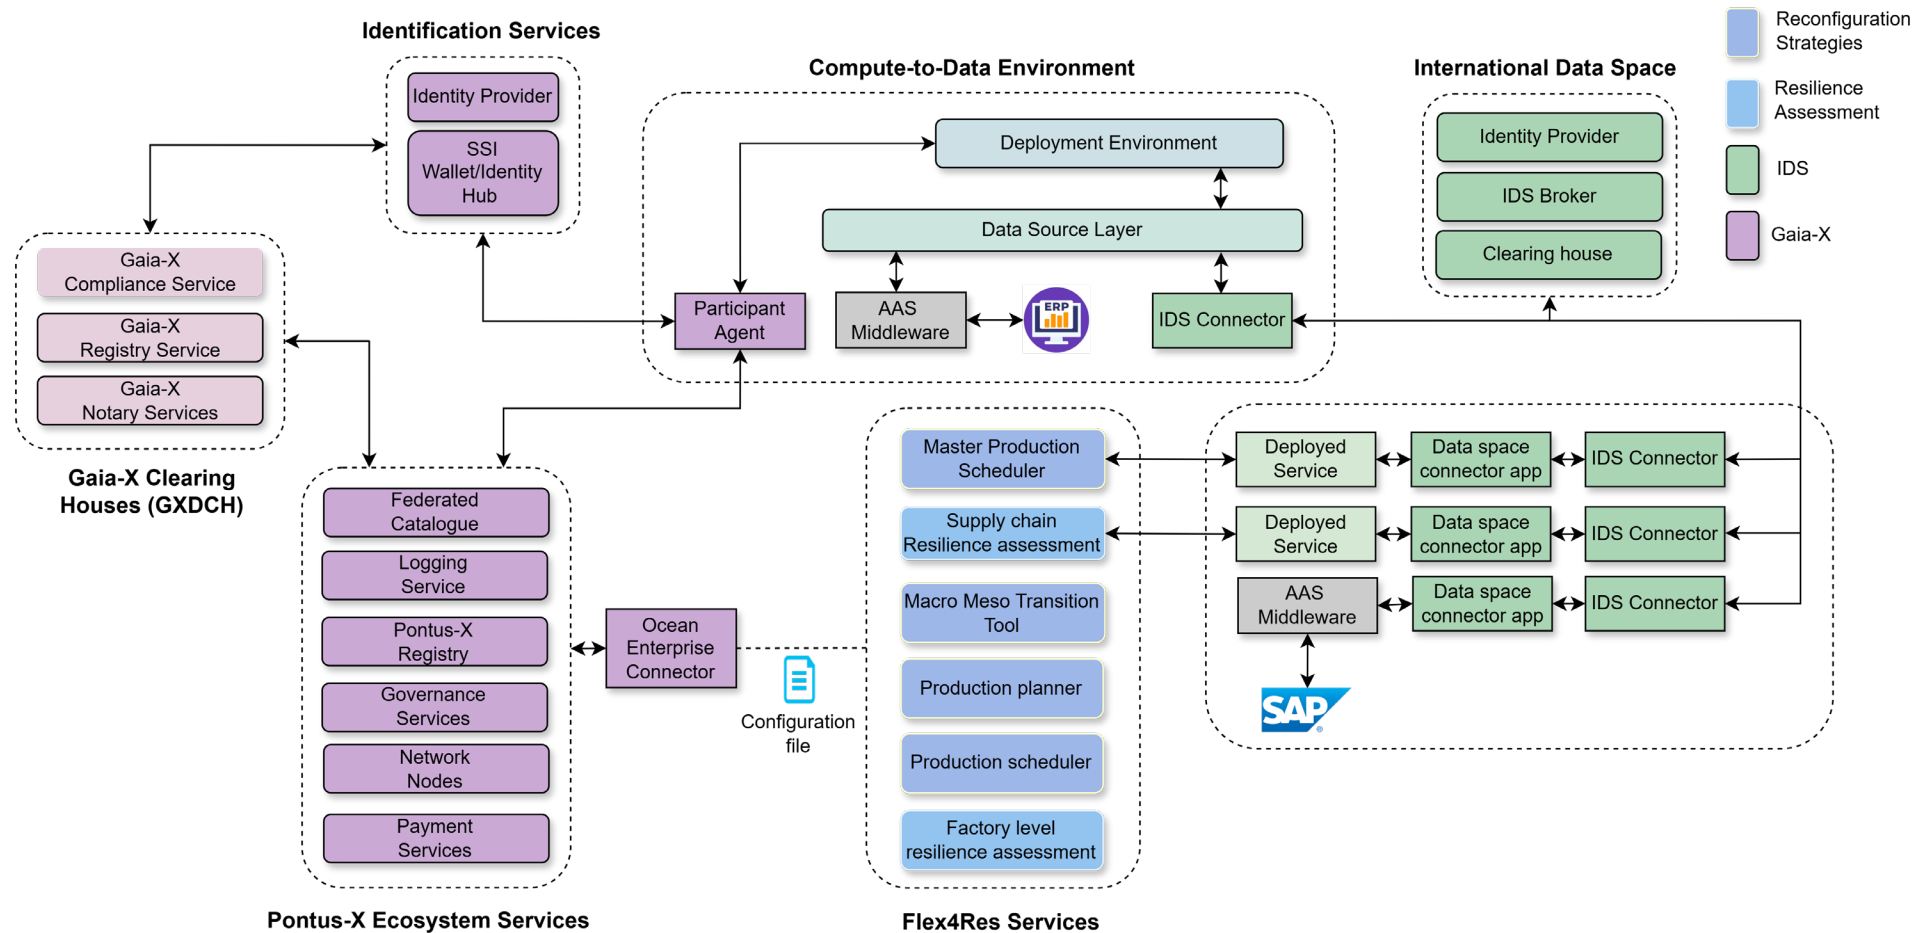 Identification Services
Identity Provider
SSI
Wallet/Identity
Hub
Compute-to-Data Environment
Deployment Environment
Data Source Layer
Participant
Agent
AAS
Middleware
ERP
IDS Connector
International Data Space
Identity Provider
IDS Broker
Clearing house
Reconfiguration
Strategies
Resilience
Assessment
IDS
Gaia-X
Gaia-X
Compliance Service
Gaia-X
Registry Service
Gaia-X
Notary Services
Gaia-X Clearing
Houses (GXDCH)
Federated
Catalogue
Logging
Service
Pontus-X
Registry
Governance
Services
Network
Nodes
Payment
Services
Pontus-X Ecosystem Services
Ocean
Enterprise
Connector
Configuration
file
Master Production
Scheduler
Supply chain
Resilience assessment
Macro Meso Transition
Tool
Production planner
Production scheduler
Factory level
resilience assessment
Flex4Res Services
Deployed
Service
Data space
connector app
IDS Connector
Deployed
Service
Data space
connector app
IDS Connector
AAS
Middleware
Data space
connector app
IDS Connector
SAP®